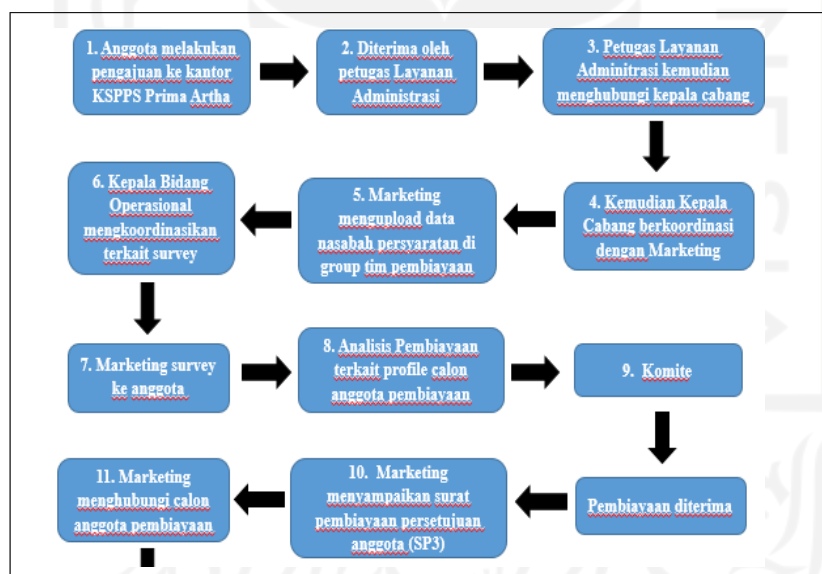 1. Anggota melakukan
pengajuan ke kantor
KSPPS Prima Artha
2. Diterima oleh
petugas Layanan
Administrasi
3. Petugas Layanan
Adminitrasi kemudian
menghubungi kepala cabang
4. Kemudian Kepala
Cabang berkoordinasi
dengan Marketing
5. Marketing
mengupload data
nasabah persyaratan di
group tim pembiayaan
6. Kepala Bidang
Operasional
mengkoordinasikan
terkait survey
7. Marketing survey
ke anggota
8. Analisis Pembiayaan
terkait profile calon
anggota pembiayaan
9. Komite
Pembiayaan diterima
10. Marketing
menyampaikan surat
pembiayaan persetujuan
anggota (SP3)
11. Marketing
menghubungi calon
anggota pembiayaan